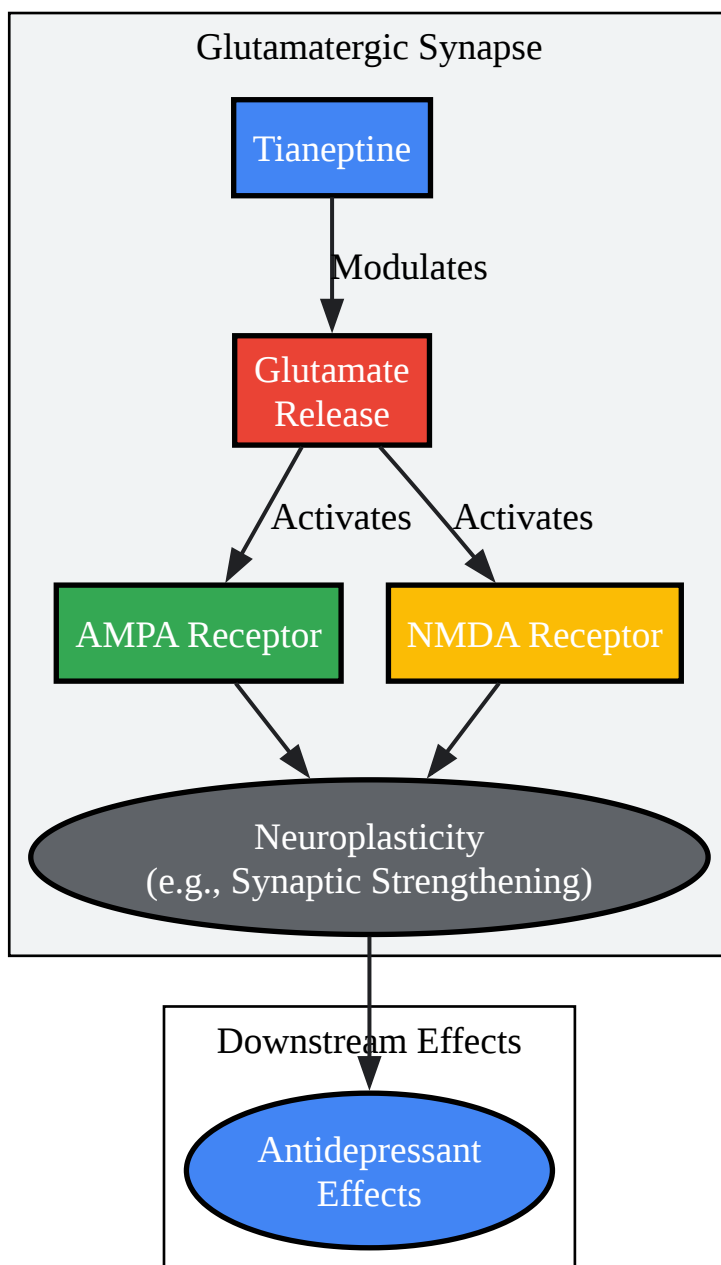 Glutamatergic Synapse
Tianeptine
Modulates
Glutamate
Release
Activates
Activates
AMPA Receptor
NMDA Receptor
Neuroplasticity
(e.g., Synaptic Strengthening)
Downstream Effects
Antidepressant
Effects